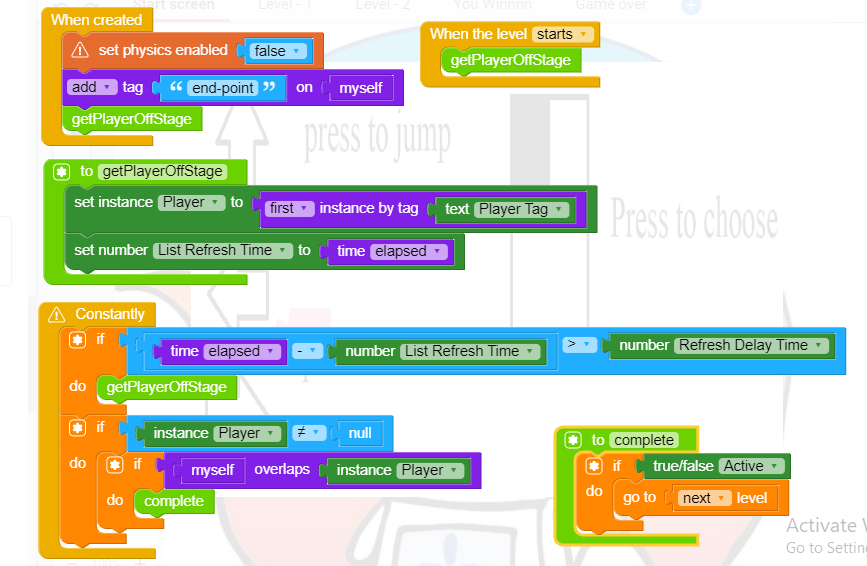 Start screen Level - 1 Level - 2 You Winnnn Game over
When created
set physics enabled false
add tag “ end-point ” on myself
getPlayerOffStage
When the level starts
getPlayerOffStage
press to jump
to getPlayerOffStage
set instance Player to first instance by tag text Player Tag
set number List Refresh Time to time elapsed
Press to choose
Constantly
if time elapsed - number List Refresh Time > number Refresh Delay Time
do getPlayerOffStage
if instance Player ≠ null
do if myself overlaps instance Player
do complete
to complete
if true/false Active
do go to next level
Activate
Go to Settin
100%